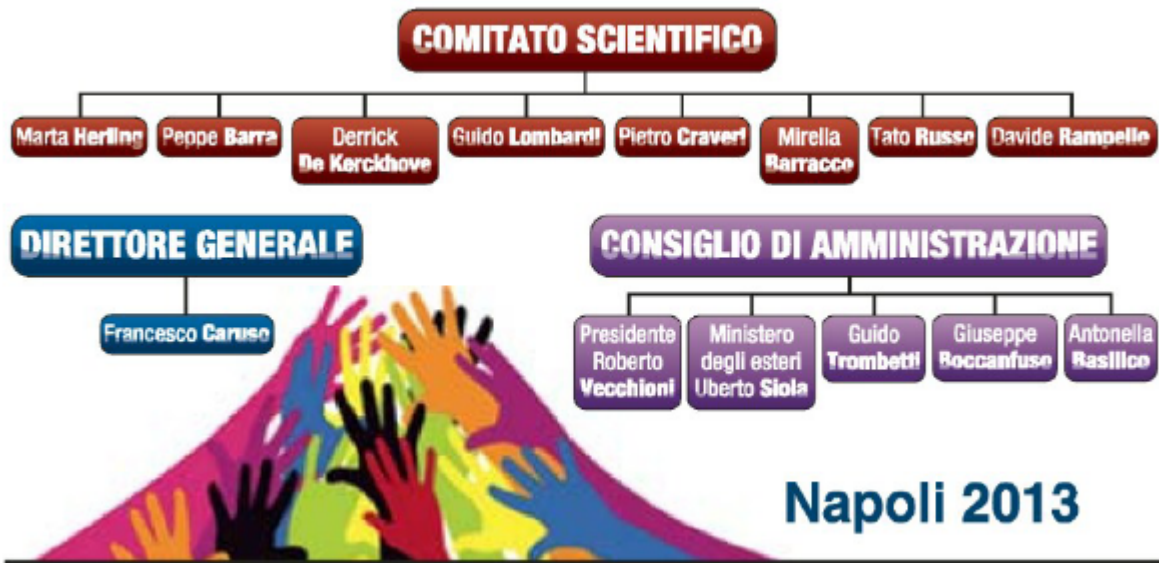 COMITATO SCIENTIFICO
Marta Herling
Peppe Barra
Derrick
De Kerckhove
Guido Lombardi
Pietro Craveri
Mirella
Barracco
Tato Russo
Davide Rampello
DIRETTORE GENERALE
Francesco Caruso
CONSIGLIO DI AMMINISTRAZIONE
Presidente
Roberto
Vecchioni
Ministero
degli esteri
Uberto Siola
Guido
Trombetti
Giuseppe
Boccanfuso
Antonella
Basilico
Napoli 2013